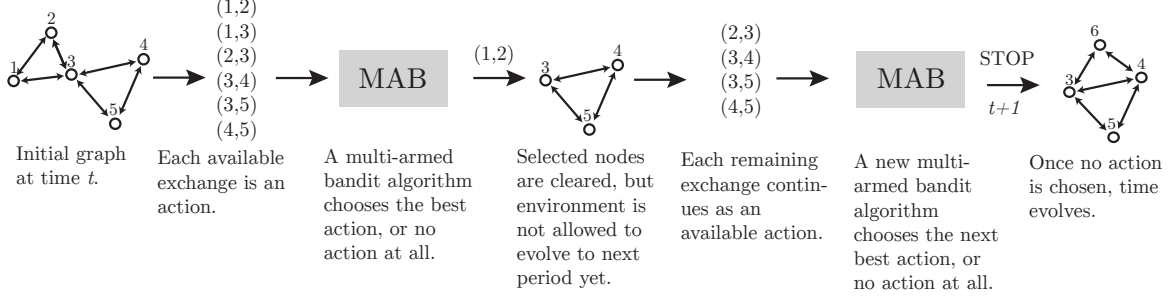 1
2
3
4
5
Initial graph
at time t.
(1,2)
(1,3)
(2,3)
(3,4)
(3,5)
(4,5)
Each available
exchange is an
action.
MAB
A multi-armed
bandit algorithm
chooses the best
action, or no
action at all.
(1,2)
3
4
5
Selected nodes
are cleared, but
environment is
not allowed to
evolve to next
period yet.
(2,3)
(3,4)
(3,5)
(4,5)
Each remaining
exchange contin-
ues as an
available action.
MAB
A new multi-
armed bandit
algorithm
chooses the next
best action, or
no action at all.
STOP
t+1
6
3
4
5
Once no action
is chosen, time
evolves.